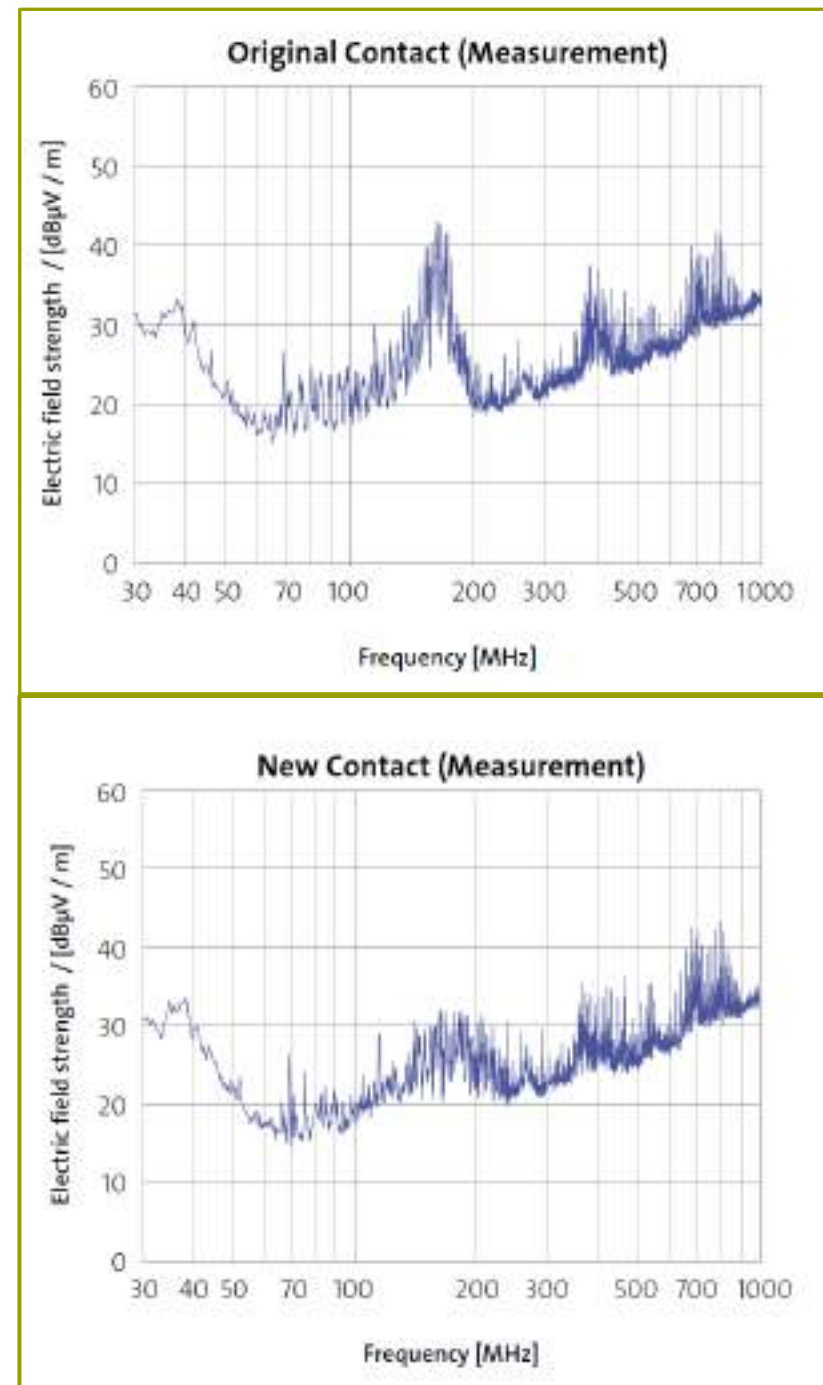 Original Contact (Measurement)
60
50
40
30
20
10
0
Electric field strength / [dBµV / m]
30 40 50 70 100 200 300 500 700 1000
Frequency [MHz]
New Contact (Measurement)
60
50
40
30
20
10
0
Electric field strength / [dBµV / m]
30 40 50 70 100 200 300 500 700 1000
Frequency [MHz]